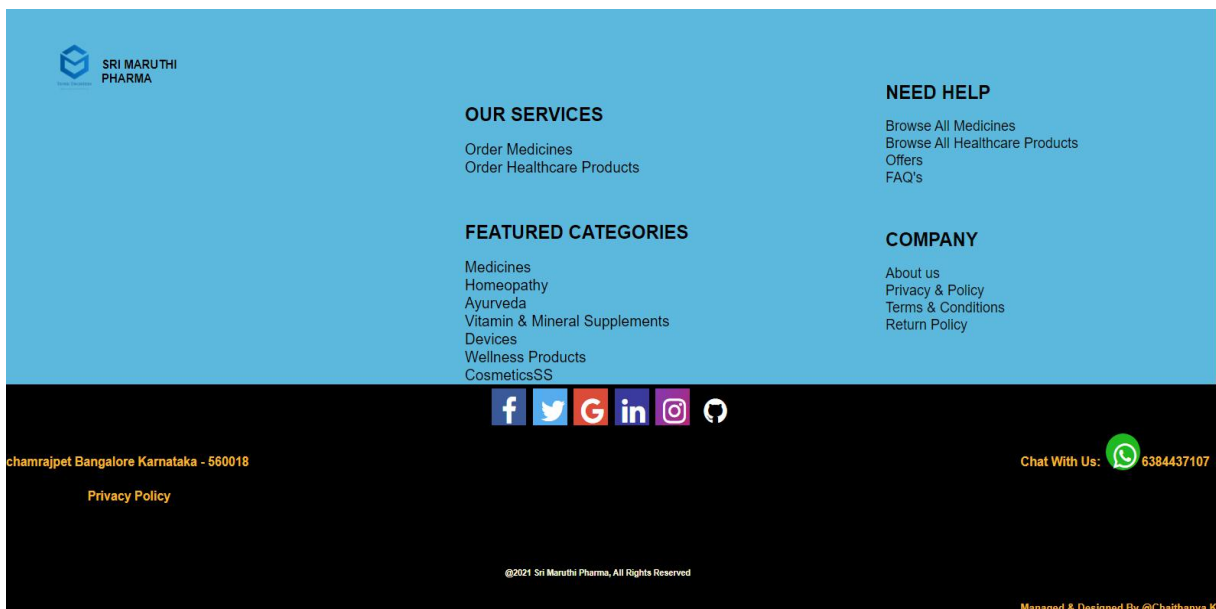 SRI MARUTHI
PHARMA
OUR SERVICES
Order Medicines
Order Healthcare Products
FEATURED CATEGORIES
Medicines
Homeopathy
Ayurveda
Vitamin & Mineral Supplements
Devices
Wellness Products
CosmeticsSS
NEED HELP
Browse All Medicines
Browse All Healthcare Products
Offers
FAQ's
COMPANY
About us
Privacy & Policy
Terms & Conditions
Return Policy
chamrajpet Bangalore Karnataka - 560018
Chat With Us: 6384437107
Privacy Policy
@2021 Sri Maruthi Pharma, All Rights Reserved
Managed & Designed By @Chaithanya K